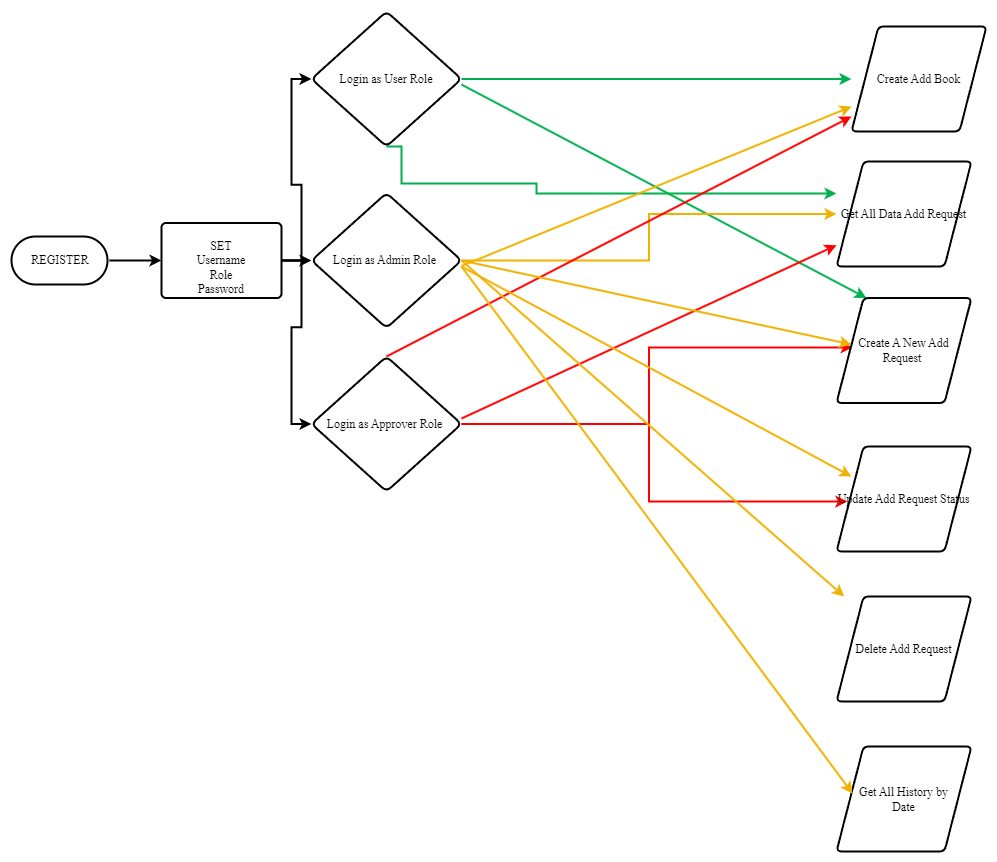 REGISTER
SET
Username
Role
Password
Login as User Role
Login as Admin Role
Login as Approver Role
Create Add Book
Get All Data Add Request
Create A New Add
Request
Update Add Request Status
Delete Add Request
Get All History by
Date